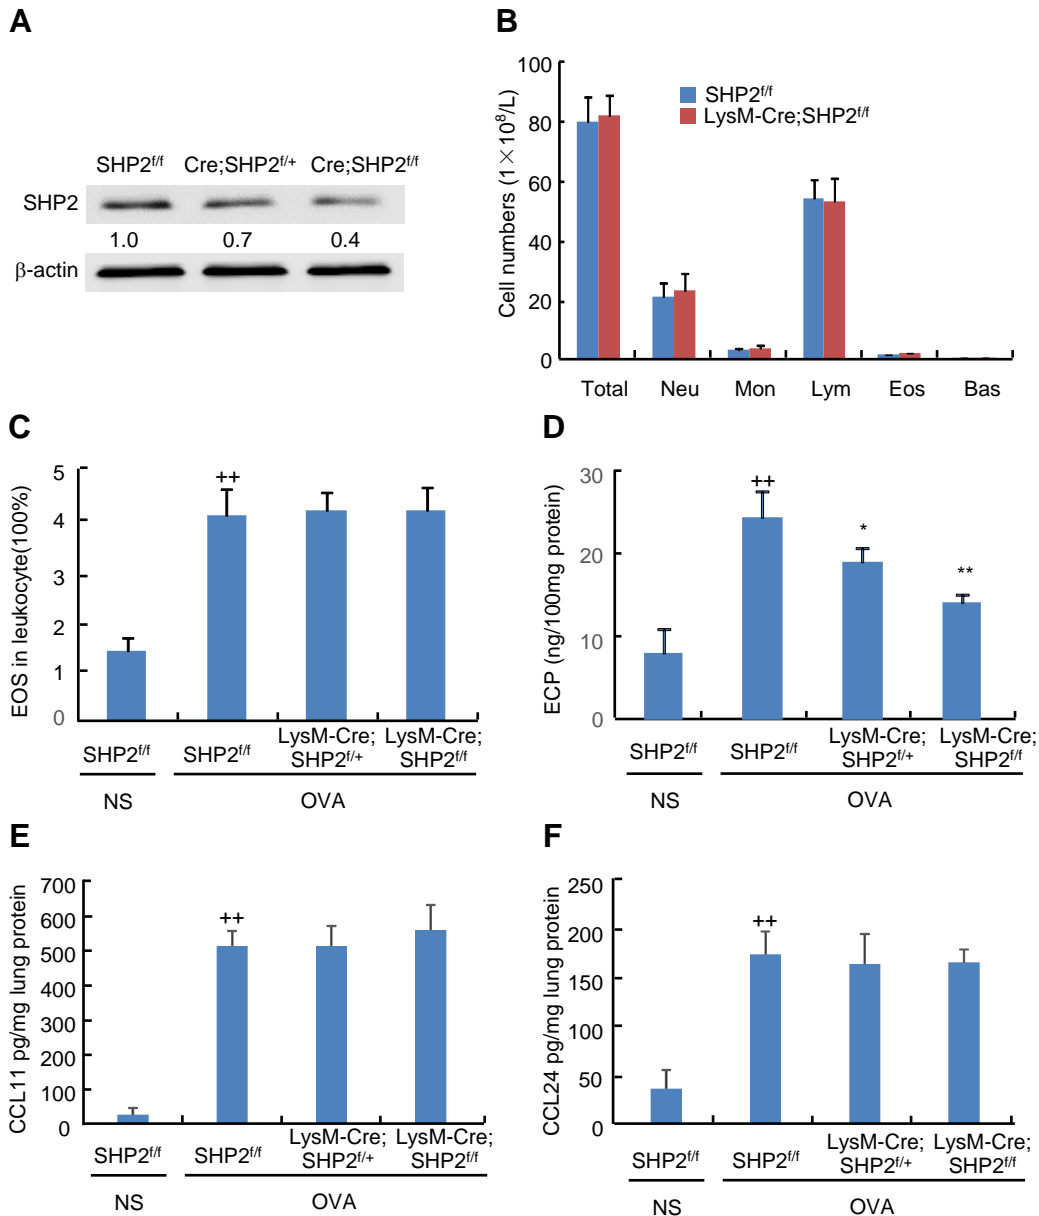 A
SHP2f/f Cre;SHP2f/+ Cre;SHP2f/f
SHP2
1.0 0.7 0.4
β-actin
B
Cell numbers (1×10⁸/L)
100
80
60
40
20
0
SHP2f/f
LysM-Cre;SHP2f/f
Total Neu Mon Lym Eos Bas
C
EOS in leukocyte(100%)
5
4
3
2
1
0
++
SHP2f/f SHP2f/f LysM-Cre; LysM-Cre;
SHP2f/+ SHP2f/f
NS OVA
D
ECP (ng/100mg protein)
30
20
10
0
++
*
**
SHP2f/f SHP2f/f LysM-Cre; LysM-Cre;
SHP2f/+ SHP2f/f
NS OVA
E
CCL11 pg/mg lung protein
700
600
500
400
300
200
100
0
++
SHP2f/f SHP2f/f LysM-Cre; LysM-Cre;
SHP2f/+ SHP2f/f
NS OVA
F
CCL24 pg/mg lung protein
250
200
150
100
50
0
++
SHP2f/f SHP2f/f LysM-Cre; LysM-Cre;
SHP2f/+ SHP2f/f
NS OVA